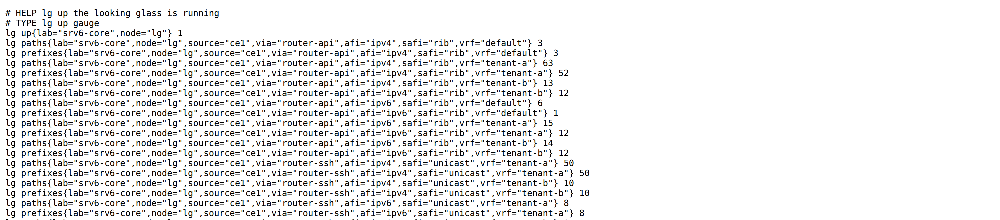 # HELP lg_up the looking glass is running
# TYPE lg_up gauge
lg_up{lab="srv6-core",node="lg"} 1
lg_paths{lab="srv6-core",node="lg",source="ce1",via="router-api",afi="ipv4",safi="rib",vrf="default"} 3
lg_prefixes{lab="srv6-core",node="lg",source="ce1",via="router-api",afi="ipv4",safi="rib",vrf="default"} 3
lg_paths{lab="srv6-core",node="lg",source="ce1",via="router-api",afi="ipv4",safi="rib",vrf="tenant-a"} 63
lg_prefixes{lab="srv6-core",node="lg",source="ce1",via="router-api",afi="ipv4",safi="rib",vrf="tenant-a"} 52
lg_paths{lab="srv6-core",node="lg",source="ce1",via="router-api",afi="ipv4",safi="rib",vrf="tenant-b"} 13
lg_prefixes{lab="srv6-core",node="lg",source="ce1",via="router-api",afi="ipv4",safi="rib",vrf="tenant-b"} 12
lg_paths{lab="srv6-core",node="lg",source="ce1",via="router-api",afi="ipv6",safi="rib",vrf="default"} 6
lg_prefixes{lab="srv6-core",node="lg",source="ce1",via="router-api",afi="ipv6",safi="rib",vrf="default"} 1
lg_paths{lab="srv6-core",node="lg",source="ce1",via="router-api",afi="ipv6",safi="rib",vrf="tenant-a"} 15
lg_prefixes{lab="srv6-core",node="lg",source="ce1",via="router-api",afi="ipv6",safi="rib",vrf="tenant-a"} 12
lg_paths{lab="srv6-core",node="lg",source="ce1",via="router-api",afi="ipv6",safi="rib",vrf="tenant-b"} 14
lg_prefixes{lab="srv6-core",node="lg",source="ce1",via="router-api",afi="ipv6",safi="rib",vrf="tenant-b"} 12
lg_paths{lab="srv6-core",node="lg",source="ce1",via="router-ssh",afi="ipv4",safi="unicast",vrf="tenant-a"} 50
lg_prefixes{lab="srv6-core",node="lg",source="ce1",via="router-ssh",afi="ipv4",safi="unicast",vrf="tenant-a"} 50
lg_paths{lab="srv6-core",node="lg",source="ce1",via="router-ssh",afi="ipv4",safi="unicast",vrf="tenant-b"} 10
lg_prefixes{lab="srv6-core",node="lg",source="ce1",via="router-ssh",afi="ipv4",safi="unicast",vrf="tenant-b"} 10
lg_paths{lab="srv6-core",node="lg",source="ce1",via="router-ssh",afi="ipv6",safi="unicast",vrf="tenant-a"} 8
lg_prefixes{lab="srv6-core",node="lg",source="ce1",via="router-ssh",afi="ipv6",safi="unicast",vrf="tenant-a"} 8